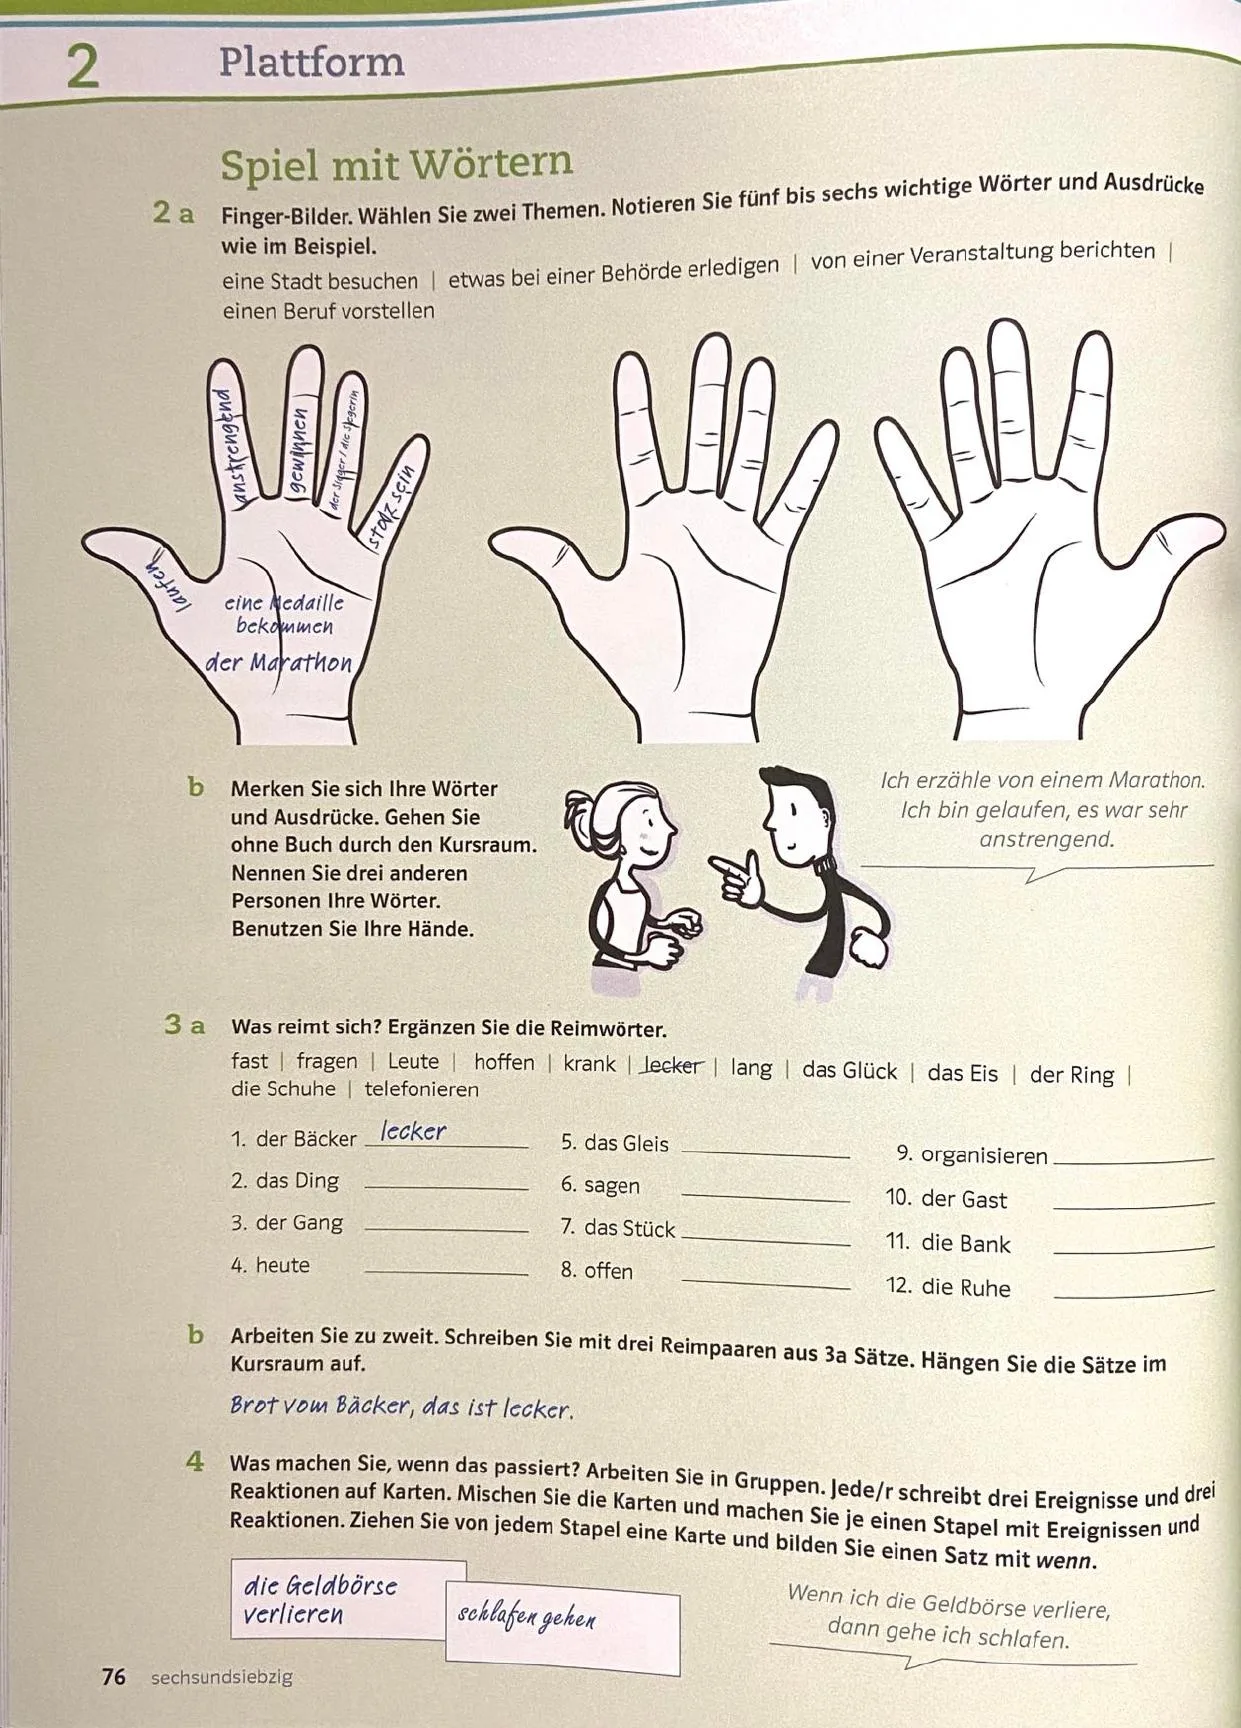 2 Plattform
Spiel mit Wörtern
2 a Finger-Bilder. Wählen Sie zwei Themen. Notieren Sie fünf bis sechs wichtige Wörter und Ausdrücke
wie im Beispiel.
eine Stadt besuchen | etwas bei einer Behörde erledigen | von einer Veranstaltung berichten |
einen Beruf vorstellen
laufen
anstrengend
gewinnen
der Sieger / die Siegerin
stolz sein
eine Medaille
bekommen
der Marathon
b Merken Sie sich Ihre Wörter
und Ausdrücke. Gehen Sie
ohne Buch durch den Kursraum.
Nennen Sie drei anderen
Personen Ihre Wörter.
Benutzen Sie Ihre Hände.
Ich erzähle von einem Marathon.
Ich bin gelaufen, es war sehr
anstrengend.
3 a Was reimt sich? Ergänzen Sie die Reimwörter.
fast | fragen | Leute | hoffen | krank | lecker | lang | das Glück | das Eis | der Ring |
die Schuhe | telefonieren
1. der Bäcker lecker
2. das Ding
3. der Gang
4. heute
5. das Gleis
6. sagen
7. das Stück
8. offen
9. organisieren
10. der Gast
11. die Bank
12. die Ruhe
b Arbeiten Sie zu zweit. Schreiben Sie mit drei Reimpaaren aus 3a Sätze. Hängen Sie die Sätze im
Kursraum auf.
Brot vom Bäcker, das ist lecker.
4 Was machen Sie, wenn das passiert? Arbeiten Sie in Gruppen. Jede/r schreibt drei Ereignisse und drei
Reaktionen auf Karten. Mischen Sie die Karten und machen Sie je einen Stapel mit Ereignissen und
Reaktionen. Ziehen Sie von jedem Stapel eine Karte und bilden Sie einen Satz mit wenn.
die Geldbörse
verlieren
schlafen gehen
Wenn ich die Geldbörse verliere,
dann gehe ich schlafen.
76 sechsundsiebzig